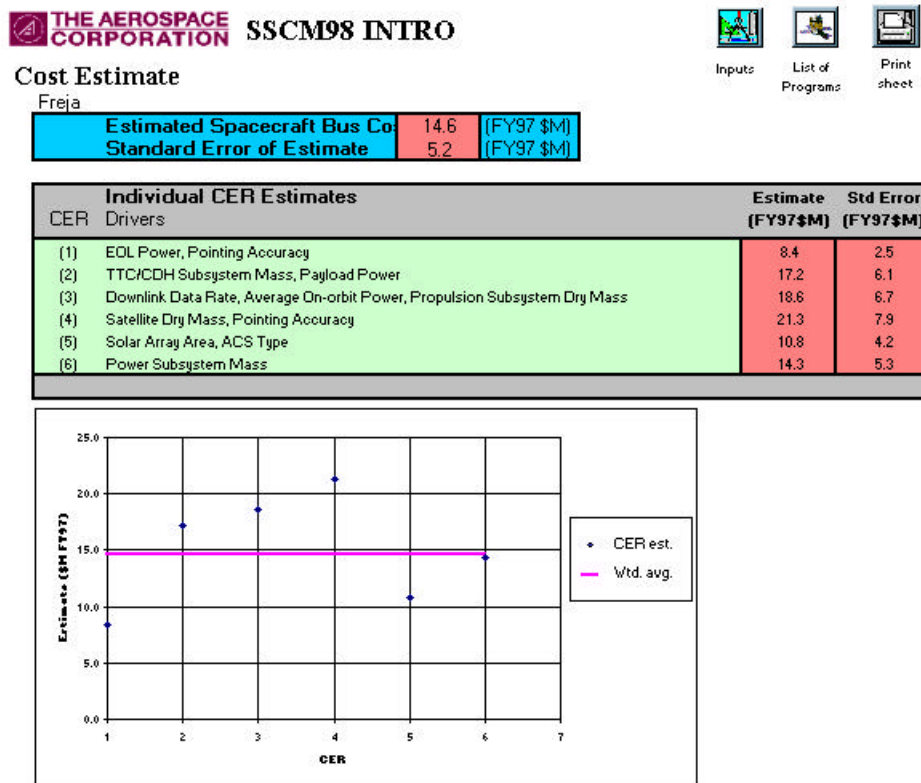 THE AEROSPACE
CORPORATION
SSCM98 INTRO
Inputs
List of
Programs
Print
sheet
Cost Estimate
Freja
Estimated Spacecraft Bus Co 14.6 (FY97 $M)
Standard Error of Estimate 5.2 (FY97 $M)
Individual CER Estimates Estimate Std Error
CER Drivers (FY97$M) (FY97$M)
(1) EOL Power, Pointing Accuracy 8.4 2.5
(2) TTC/CDH Subsystem Mass, Payload Power 17.2 6.1
(3) Downlink Data Rate, Average On-orbit Power, Propulsion Subsystem Dry Mass 18.6 6.7
(4) Satellite Dry Mass, Pointing Accuracy 21.3 7.9
(5) Solar Array Area, ACS Type 10.8 4.2
(6) Power Subsystem Mass 14.3 5.3
25.0
20.0
15.0
10.0
5.0
0.0
Estimate ($M FY97)
1 2 3 4 5 6 7
CER
CER est.
Wtd. avg.